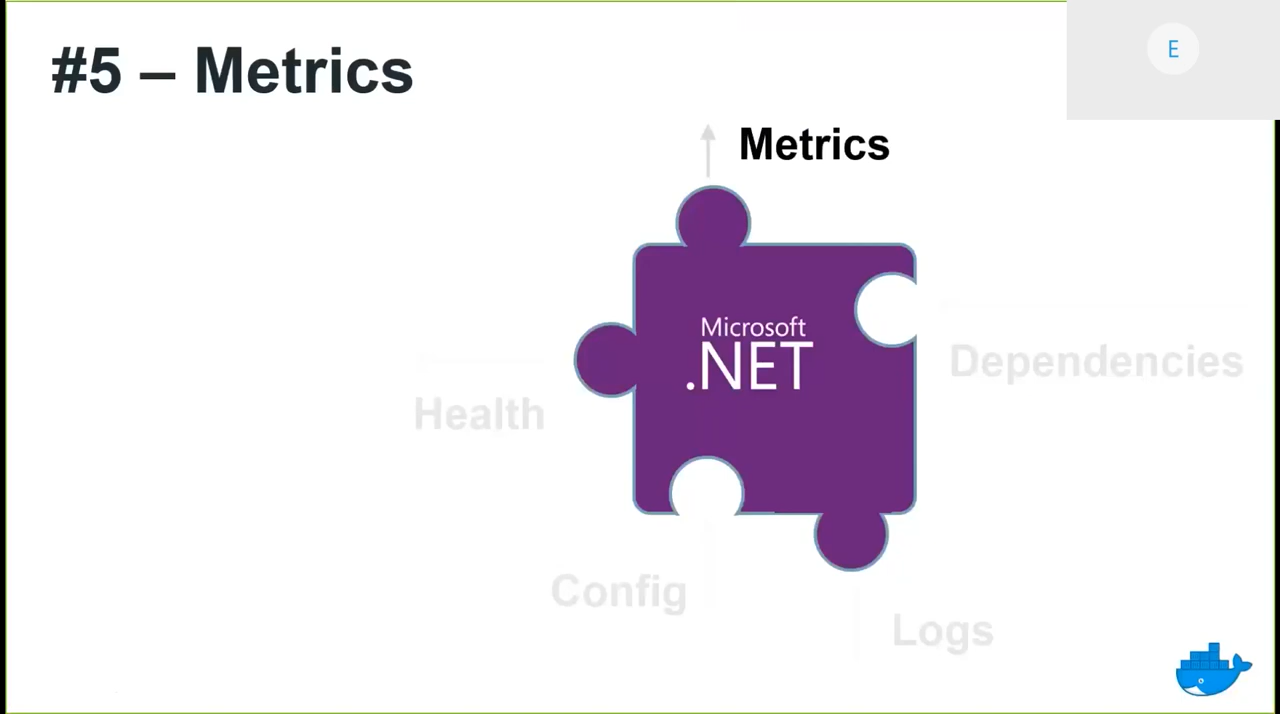 #5 – Metrics
E
Metrics
Microsoft
.NET
Dependencies
Health
Config
Logs